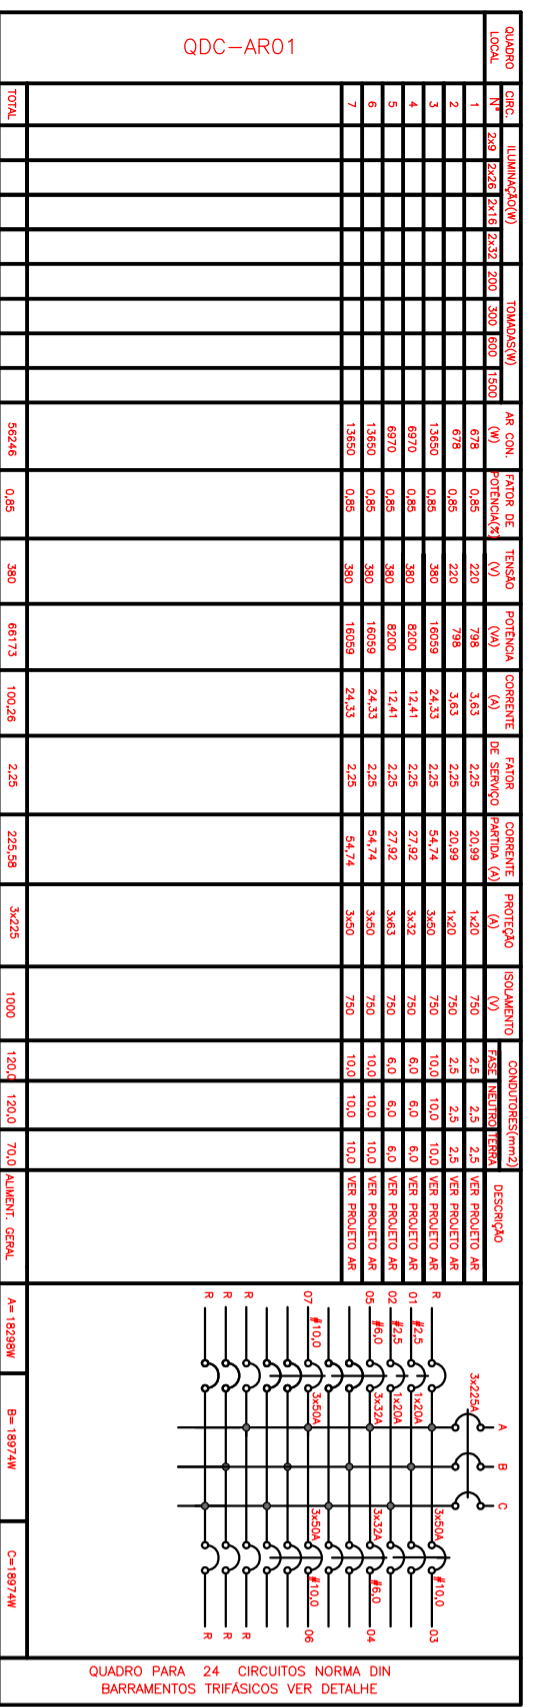 QUADRO LOCAL
CIRC. Nº
ILUMINAÇÃO(W)
2x9 2x26 2x16 2x32
TOMADAS(W)
200 300 600 1500
AR CON. (W)
FATOR DE POTÊNCIA(%)
TENSÃO (V)
POTÊNCIA (VA)
CORRENTE (A)
FATOR DE SERVIÇO
CORRENTE PARTIDA (A)
PROTEÇÃO (A)
ISOLAMENTO (V)
CONDUTORES(mm2)
FASE NEUTRO TERRA
DESCRIÇÃO
QDC-AR01
1 678 0,85 220 798 3,63 2,25 20,99 1x20 750 2,5 2,5 2,5 VER PROJETO AR
2 678 0,85 220 798 3,63 2,25 20,99 1x20 750 2,5 2,5 2,5 VER PROJETO AR
3 13650 0,85 380 16059 24,33 2,25 54,74 3x50 750 10,0 10,0 10,0 VER PROJETO AR
4 6970 0,85 380 8200 12,41 2,25 27,92 3x32 750 6,0 6,0 6,0 VER PROJETO AR
5 6970 0,85 380 8200 12,41 2,25 27,92 3x63 750 6,0 6,0 6,0 VER PROJETO AR
6 13650 0,85 380 16059 24,33 2,25 54,74 3x50 750 10,0 10,0 10,0 VER PROJETO AR
7 13650 0,85 380 16059 24,33 2,25 54,74 3x50 750 10,0 10,0 10,0 VER PROJETO AR
TOTAL 56246 0,85 380 66173 100,26 2,25 225,58 3x225 1000 120,0 120,0 70,0 ALIMENT. GERAL
A B C
3x225A
R 3x50A #10,0 03
01 #2,5 1x20A
02 #2,5 1x20A
05 #6,0 3x32A 3x32A #6,0 04
07 #10,0 3x50A 3x50A #10,0 06
R R
R R
R R
A= 18298W B= 18974W C=18974W
QUADRO PARA 24 CIRCUITOS NORMA DIN
BARRAMENTOS TRIFÁSICOS VER DETALHE